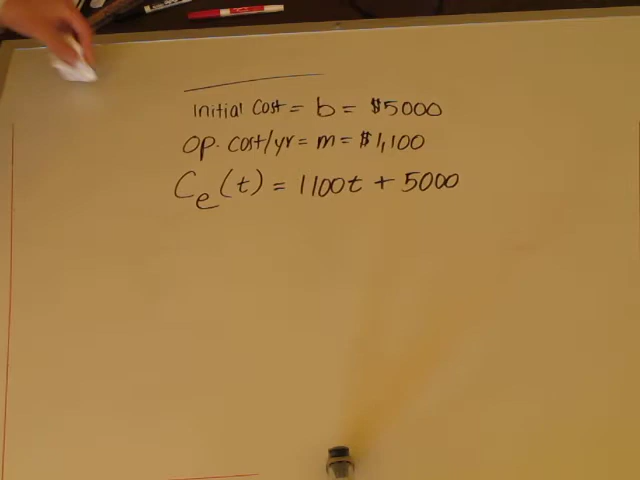 Initial Cost = b = $5000
Op. Cost/yr = m = $1,100
Ce(t) = 1100t + 5000